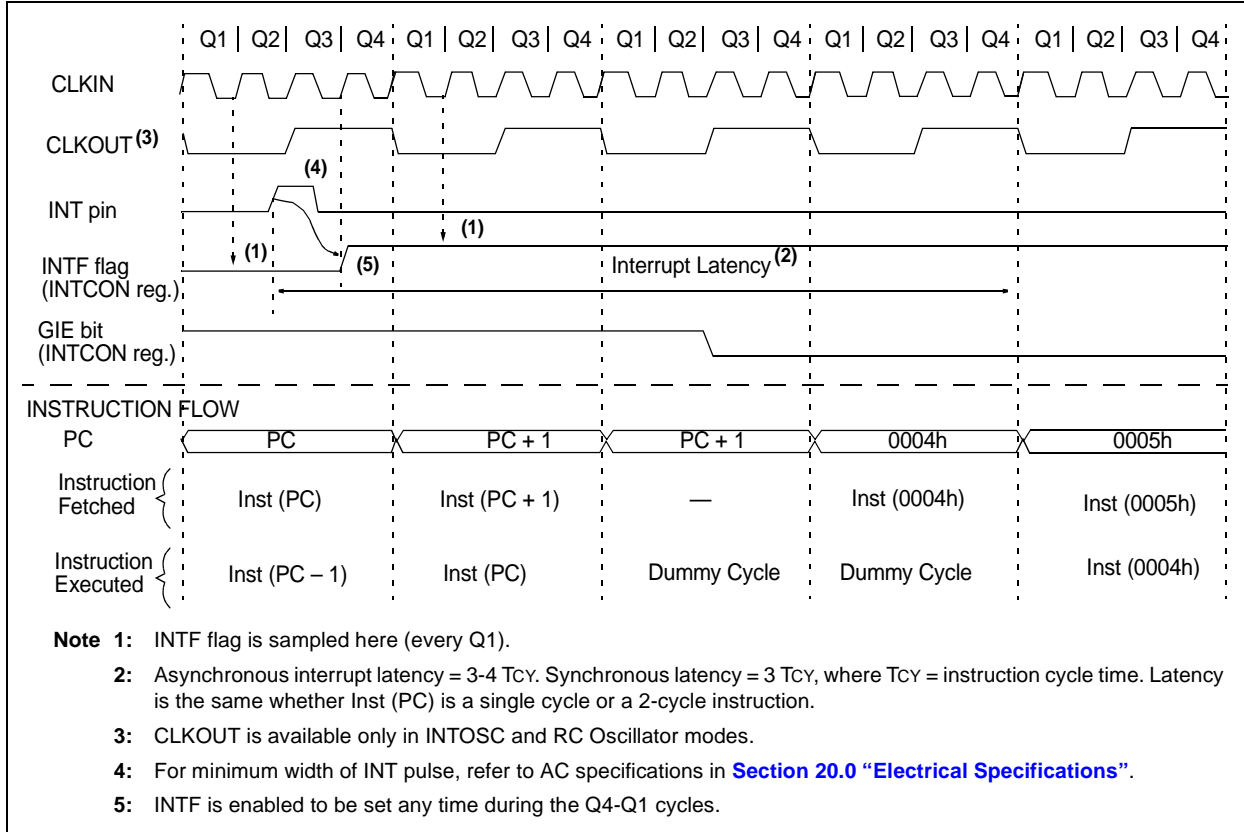 Q1 | Q2 | Q3 | Q4 Q1 | Q2 | Q3 | Q4 Q1 | Q2 | Q3 | Q4 Q1 | Q2 | Q3 | Q4 Q1 | Q2 | Q3 | Q4
CLKIN
CLKOUT (3)
(4)
INT pin
(1)
(1)
(5)
INTF flag
(INTCON reg.)
Interrupt Latency (2)
GIE bit
(INTCON reg.)
INSTRUCTION FLOW
PC PC PC + 1 PC + 1 0004h 0005h
Instruction
Fetched
Inst (PC) Inst (PC + 1) — Inst (0004h) Inst (0005h)
Instruction
Executed
Inst (PC – 1) Inst (PC) Dummy Cycle Dummy Cycle Inst (0004h)
Note 1: INTF flag is sampled here (every Q1).
2: Asynchronous interrupt latency = 3-4 TCY. Synchronous latency = 3 TCY, where TCY = instruction cycle time. Latency
is the same whether Inst (PC) is a single cycle or a 2-cycle instruction.
3: CLKOUT is available only in INTOSC and RC Oscillator modes.
4: For minimum width of INT pulse, refer to AC specifications in Section 20.0 “Electrical Specifications”.
5: INTF is enabled to be set any time during the Q4-Q1 cycles.